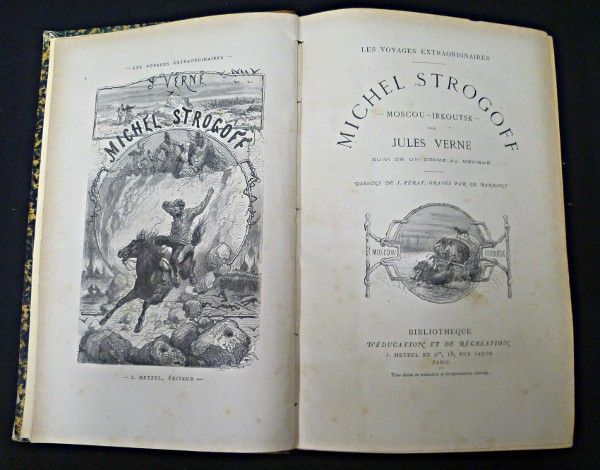 — LES VOYAGES EXTRAORDINAIRES —
J. VERNE
MICHEL STROGOFF
— J. HETZEL, ÉDITEUR —
LES VOYAGES EXTRAORDINAIRES
MICHEL STROGOFF
— MOSCOU — IRKOUTSK —
PAR
JULES VERNE
SUIVI DE UN DRAME AU MEXIQUE
DESSINS DE J. FÉRAT, GRAVÉS PAR CH. BARBANT
MOSCOU
IRKOUTSK
BIBLIOTHÈQUE
D'ÉDUCATION ET DE RÉCRÉATION
J. HETZEL ET Cie, 18, RUE JACOB
PARIS
Tous droits de traduction et de reproduction réservés.